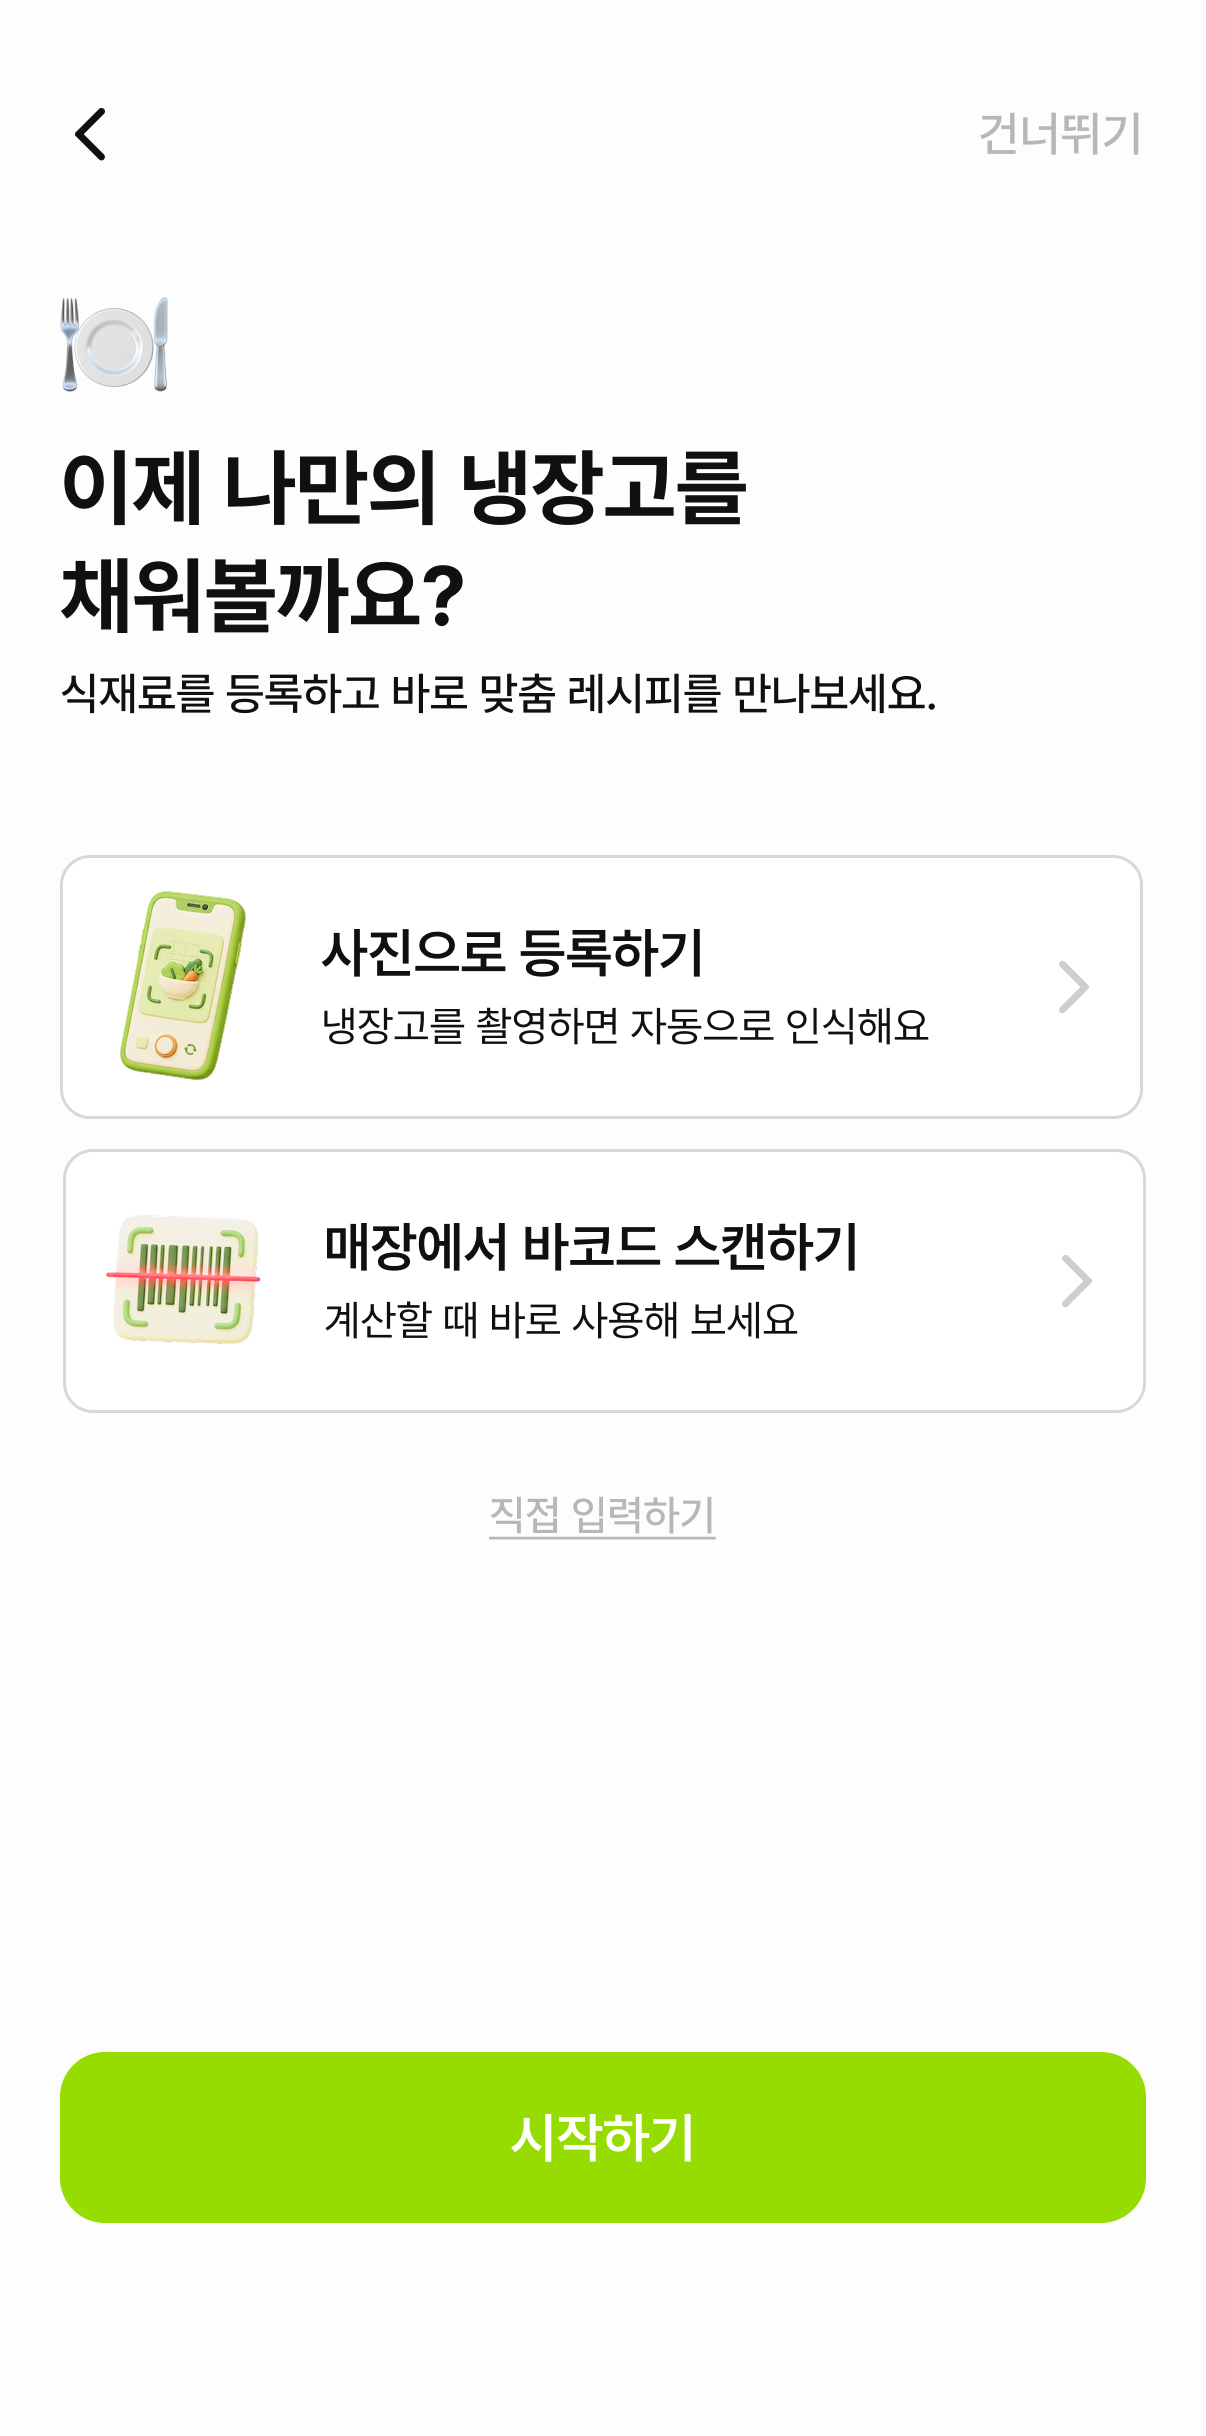 건너뛰기
이제 나만의 냉장고를
채워볼까요?
식재료를 등록하고 바로 맞춤 레시피를 만나보세요.
사진으로 등록하기
냉장고를 촬영하면 자동으로 인식해요
매장에서 바코드 스캔하기
계산할 때 바로 사용해 보세요
직접 입력하기
시작하기